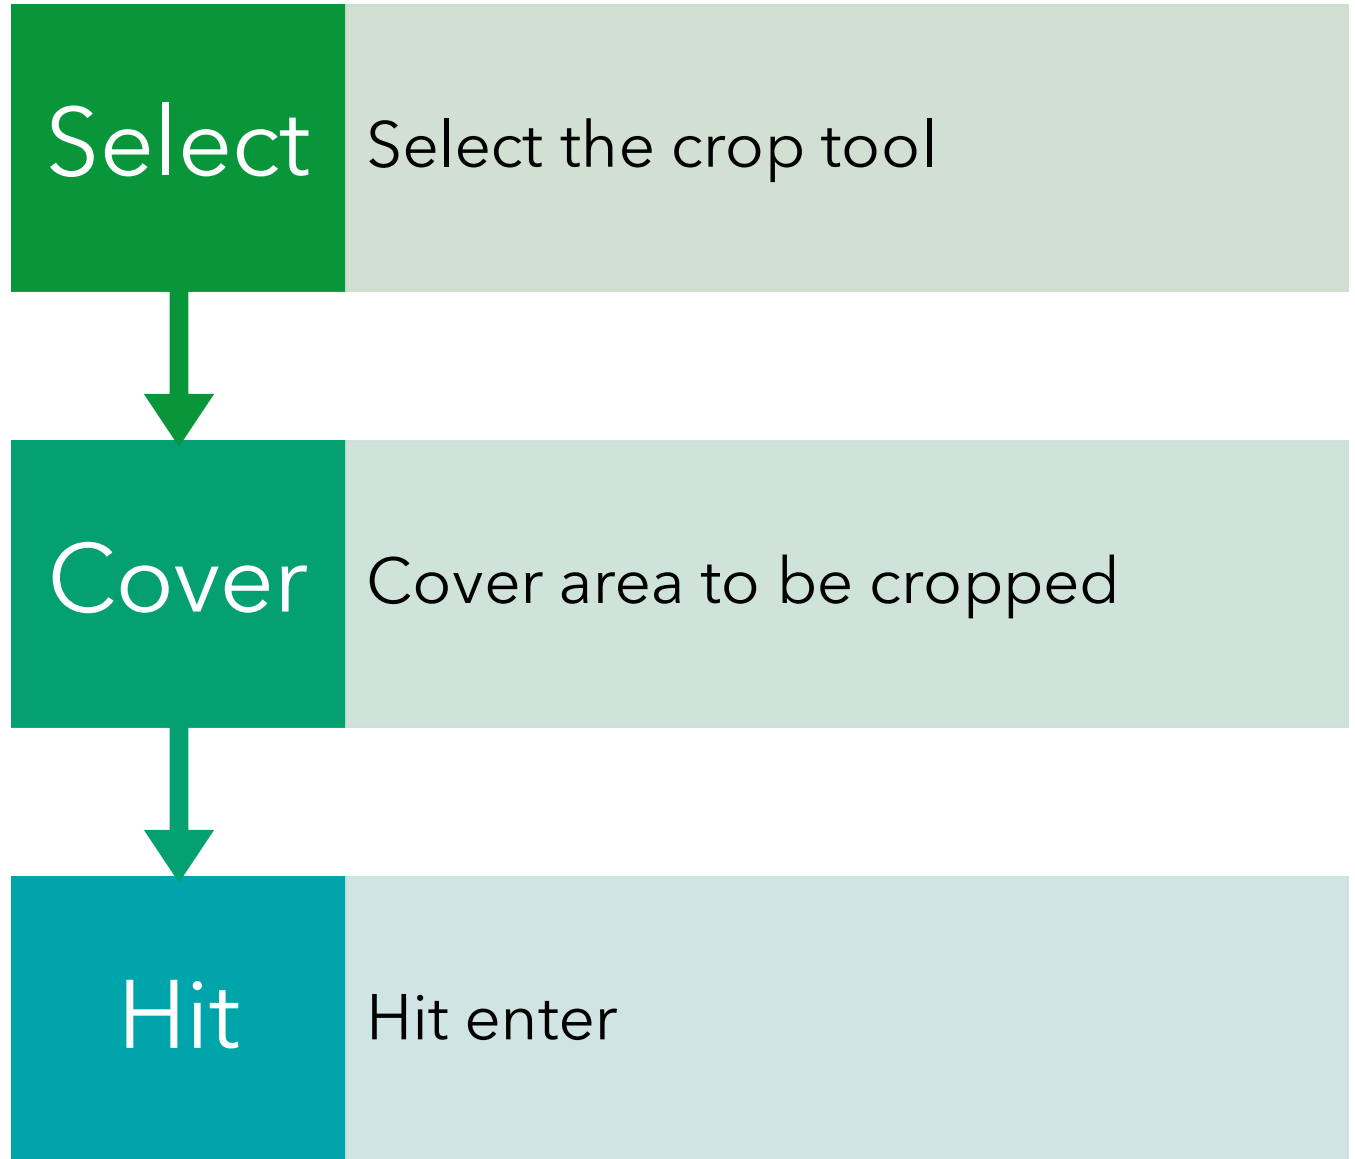 Select
Select the crop tool
Cover
Cover area to be cropped
Hit
Hit enter